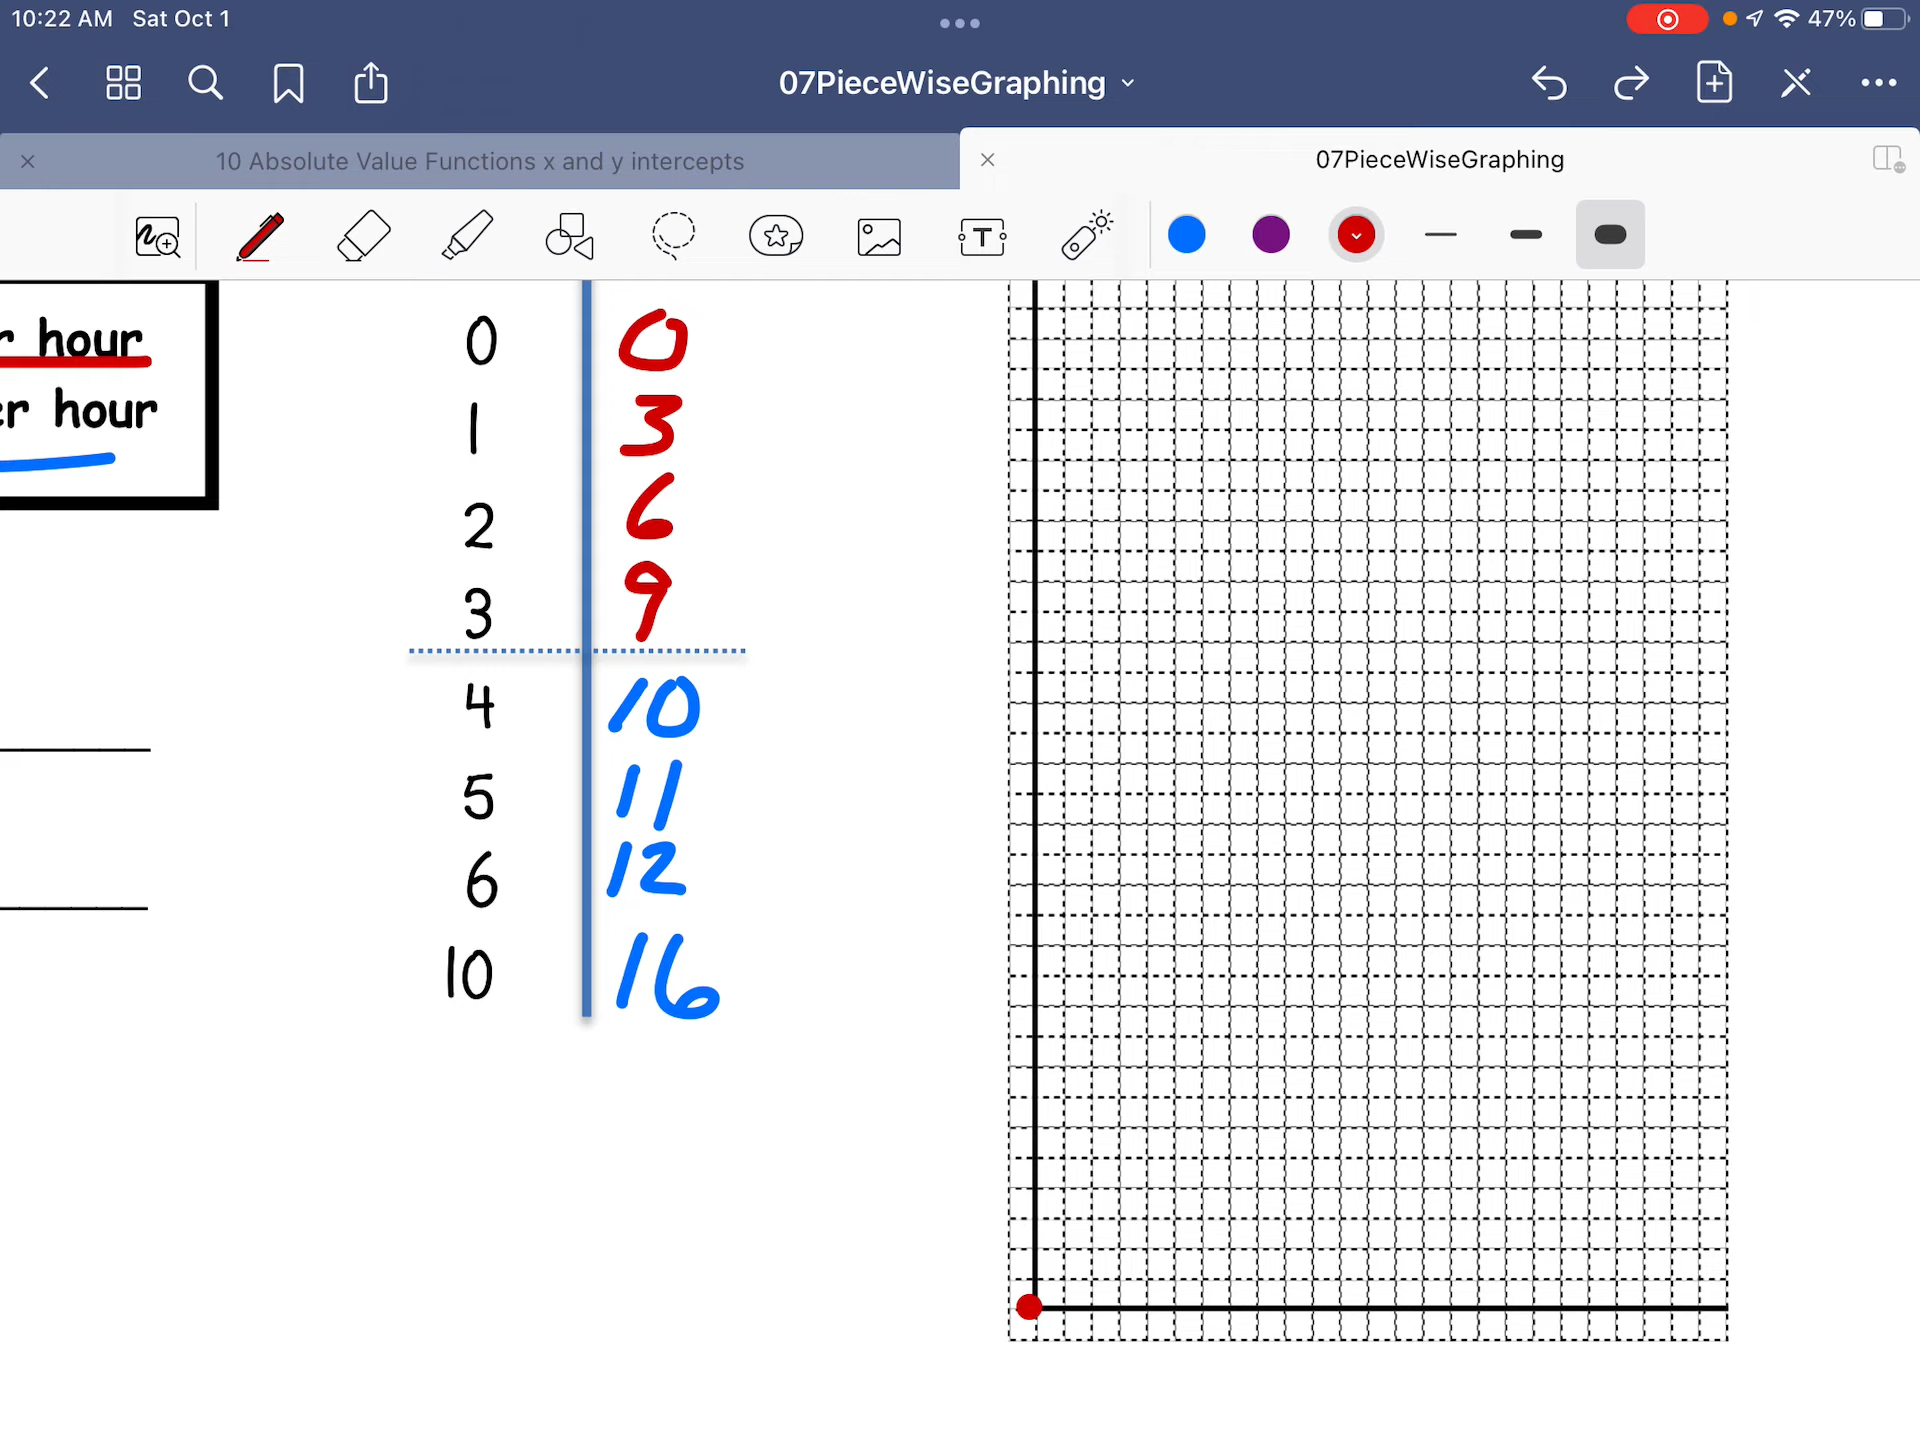 10:22 AM Sat Oct 1
47%
07PieceWiseGraphing
10 Absolute Value Functions x and y intercepts
07PieceWiseGraphing
T
r hour
er hour
0 0
1 3
2 6
3 9
4 10
5 11
6 12
10 16